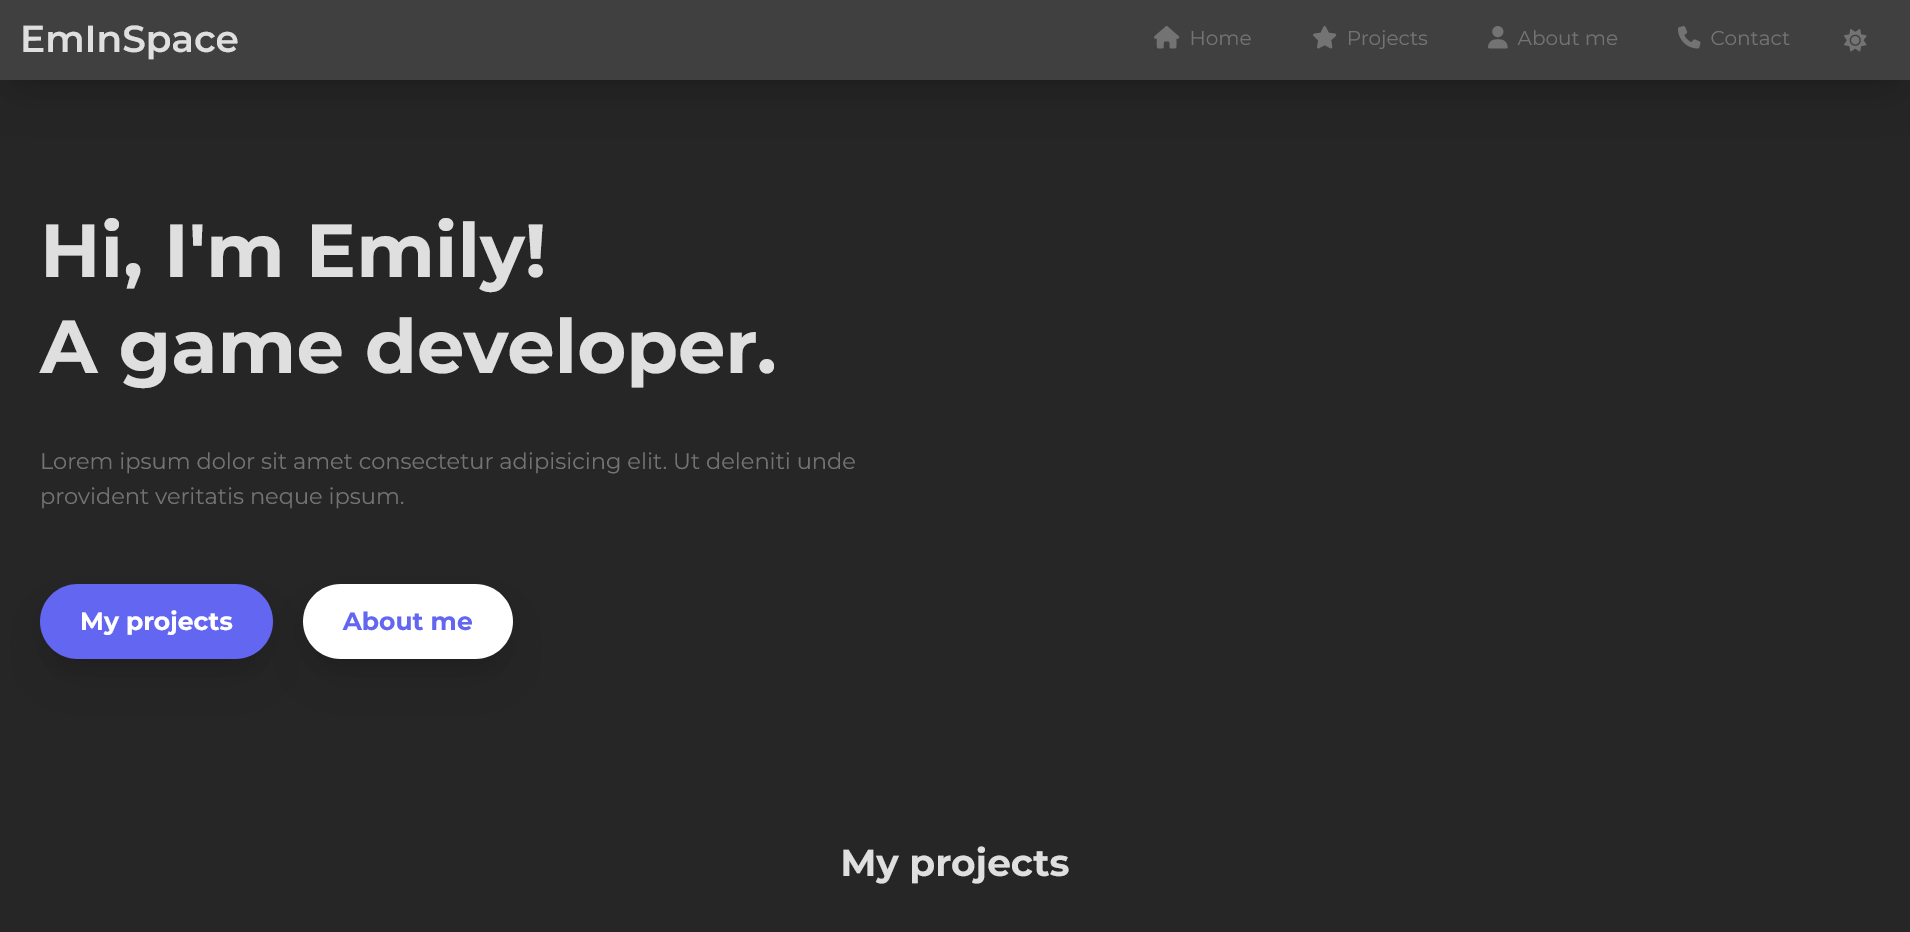 EmInSpace
Home
Projects
About me
Contact
Hi, I'm Emily!
A game developer.
Lorem ipsum dolor sit amet consectetur adipisicing elit. Ut deleniti unde
provident veritatis neque ipsum.
My projects
About me
My projects